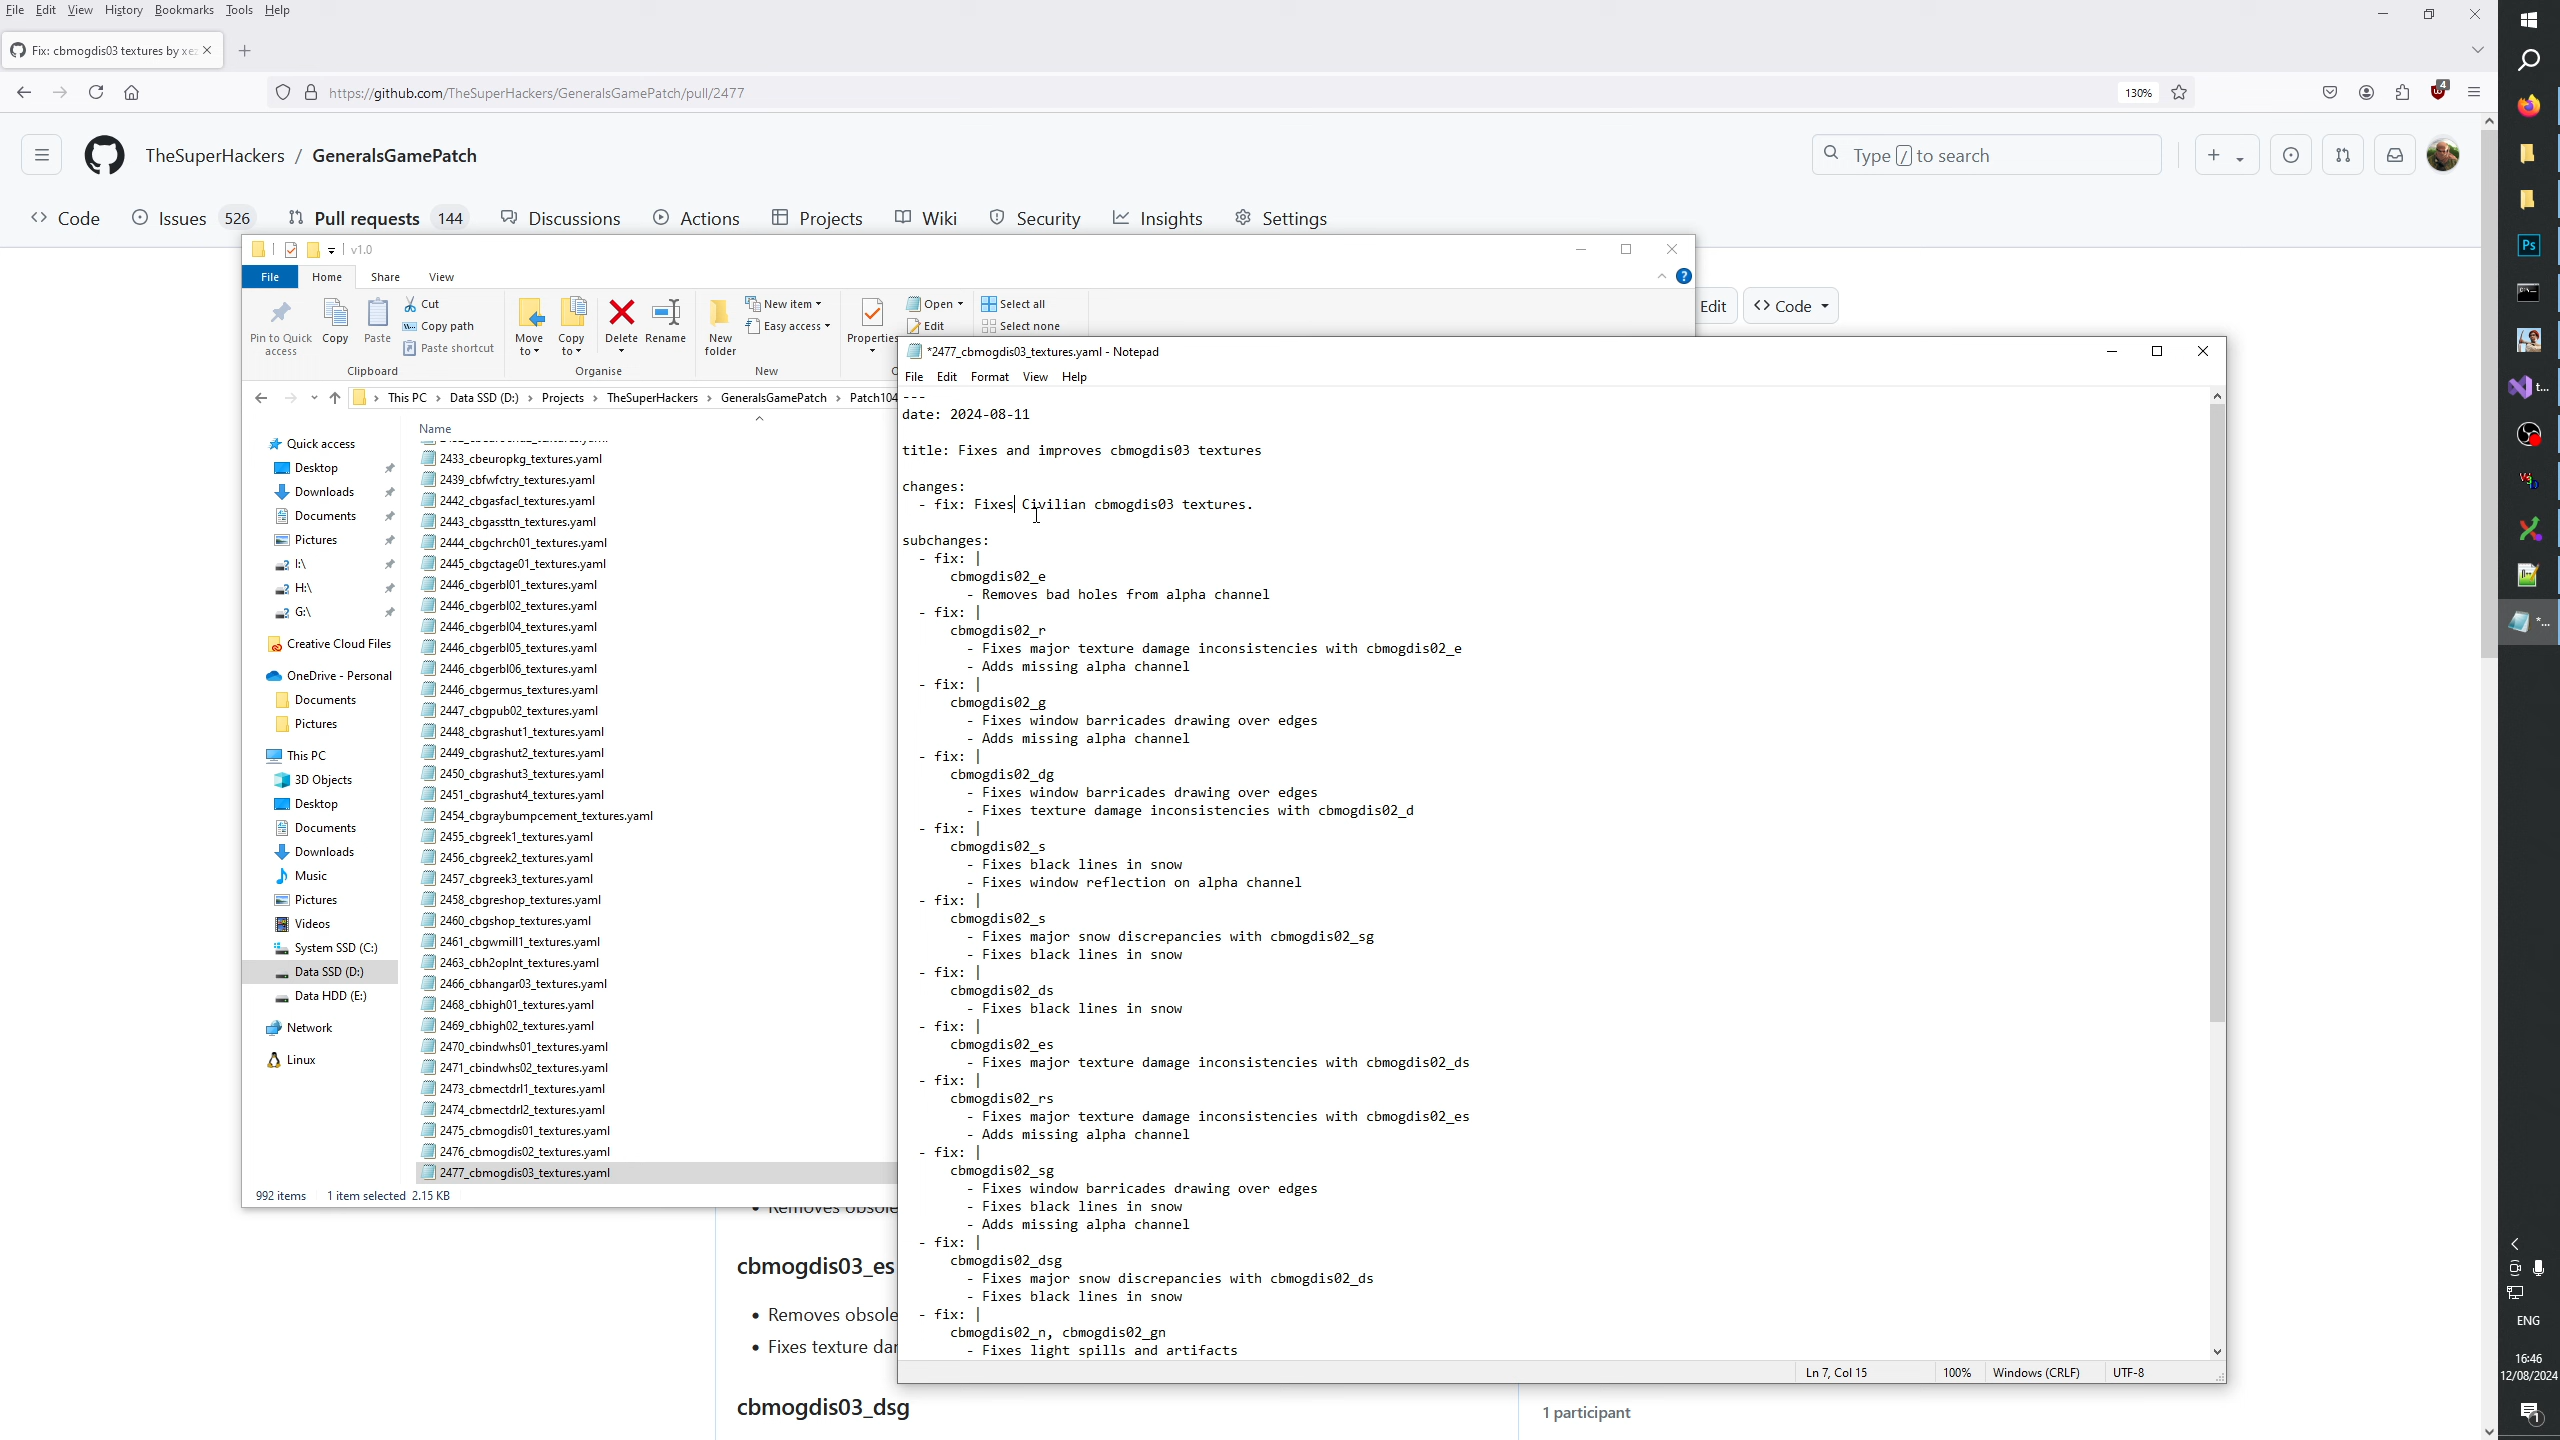 File Edit View History Bookmarks Tools Help
Fix: cbmogdis03 textures by xe
https://github.com/TheSuperHackers/GeneralsGamePatch/pull/2477
130%
4
TheSuperHackers / GeneralsGamePatch
Type / to search
Code Issues 526 Pull requests 144 Discussions Actions Projects Wiki Security Insights Settings
v1.0
File Home Share View
Pin to Quick access
Copy
Paste
Cut
Copy path
Paste shortcut
Clipboard
Move to
Copy to
Delete
Rename
Organise
New folder
New item
Easy access
New
Properties
Open
Edit
Select all
Select none
Edit
Code
This PC > Data SSD (D:) > Projects > TheSuperHackers > GeneralsGamePatch > Patch104
Name
Quick access
Desktop
Downloads
Documents
Pictures
I:\
H:\
G:\
Creative Cloud Files
OneDrive - Personal
Documents
Pictures
This PC
3D Objects
Desktop
Documents
Downloads
Music
Pictures
Videos
System SSD (C:)
Data SSD (D:)
Data HDD (E:)
Network
Linux
2433_cbeuropkg_textures.yaml
2439_cbfwfctry_textures.yaml
2442_cbgasfacl_textures.yaml
2443_cbgassttn_textures.yaml
2444_cbgchrch01_textures.yaml
2445_cbgctage01_textures.yaml
2446_cbgerbl01_textures.yaml
2446_cbgerbl02_textures.yaml
2446_cbgerbl04_textures.yaml
2446_cbgerbl05_textures.yaml
2446_cbgerbl06_textures.yaml
2446_cbgermus_textures.yaml
2447_cbgpub02_textures.yaml
2448_cbgrashut1_textures.yaml
2449_cbgrashut2_textures.yaml
2450_cbgrashut3_textures.yaml
2451_cbgrashut4_textures.yaml
2454_cbgraybumpcement_textures.yaml
2455_cbgreek1_textures.yaml
2456_cbgreek2_textures.yaml
2457_cbgreek3_textures.yaml
2458_cbgreshop_textures.yaml
2460_cbgshop_textures.yaml
2461_cbgwmill1_textures.yaml
2463_cbh2oplnt_textures.yaml
2466_cbhangar03_textures.yaml
2468_cbhigh01_textures.yaml
2469_cbhigh02_textures.yaml
2470_cbindwhs01_textures.yaml
2471_cbindwhs02_textures.yaml
2473_cbmectdrl1_textures.yaml
2474_cbmectdrl2_textures.yaml
2475_cbmogdis01_textures.yaml
2476_cbmogdis02_textures.yaml
2477_cbmogdis03_textures.yaml
992 items 1 item selected 2.15 KB
*2477_cbmogdis03_textures.yaml - Notepad
File Edit Format View Help
---
date: 2024-08-11
title: Fixes and improves cbmogdis03 textures
changes:
- fix: Fixes Civilian cbmogdis03 textures.
subchanges:
- fix: |
cbmogdis02_e
- Removes bad holes from alpha channel
- fix: |
cbmogdis02_r
- Fixes major texture damage inconsistencies with cbmogdis02_e
- Adds missing alpha channel
- fix: |
cbmogdis02_g
- Fixes window barricades drawing over edges
- Adds missing alpha channel
- fix: |
cbmogdis02_dg
- Fixes window barricades drawing over edges
- Fixes texture damage inconsistencies with cbmogdis02_d
- fix: |
cbmogdis02_s
- Fixes black lines in snow
- Fixes window reflection on alpha channel
- fix: |
cbmogdis02_s
- Fixes major snow discrepancies with cbmogdis02_sg
- Fixes black lines in snow
- fix: |
cbmogdis02_ds
- Fixes black lines in snow
- fix: |
cbmogdis02_es
- Fixes major texture damage inconsistencies with cbmogdis02_ds
- fix: |
cbmogdis02_rs
- Fixes major texture damage inconsistencies with cbmogdis02_es
- Adds missing alpha channel
- fix: |
cbmogdis02_sg
- Fixes window barricades drawing over edges
- Fixes black lines in snow
- Adds missing alpha channel
- fix: |
cbmogdis02_dsg
- Fixes major snow discrepancies with cbmogdis02_ds
- Fixes black lines in snow
- fix: |
cbmogdis02_n, cbmogdis02_gn
- Fixes light spills and artifacts
Ln 7, Col 15 100% Windows (CRLF) UTF-8
cbmogdis03_es
• Removes obsole
• Fixes texture da
cbmogdis03_dsg
1 participant
Ps
t...
*...
ENG
16:46
12/08/2024
1